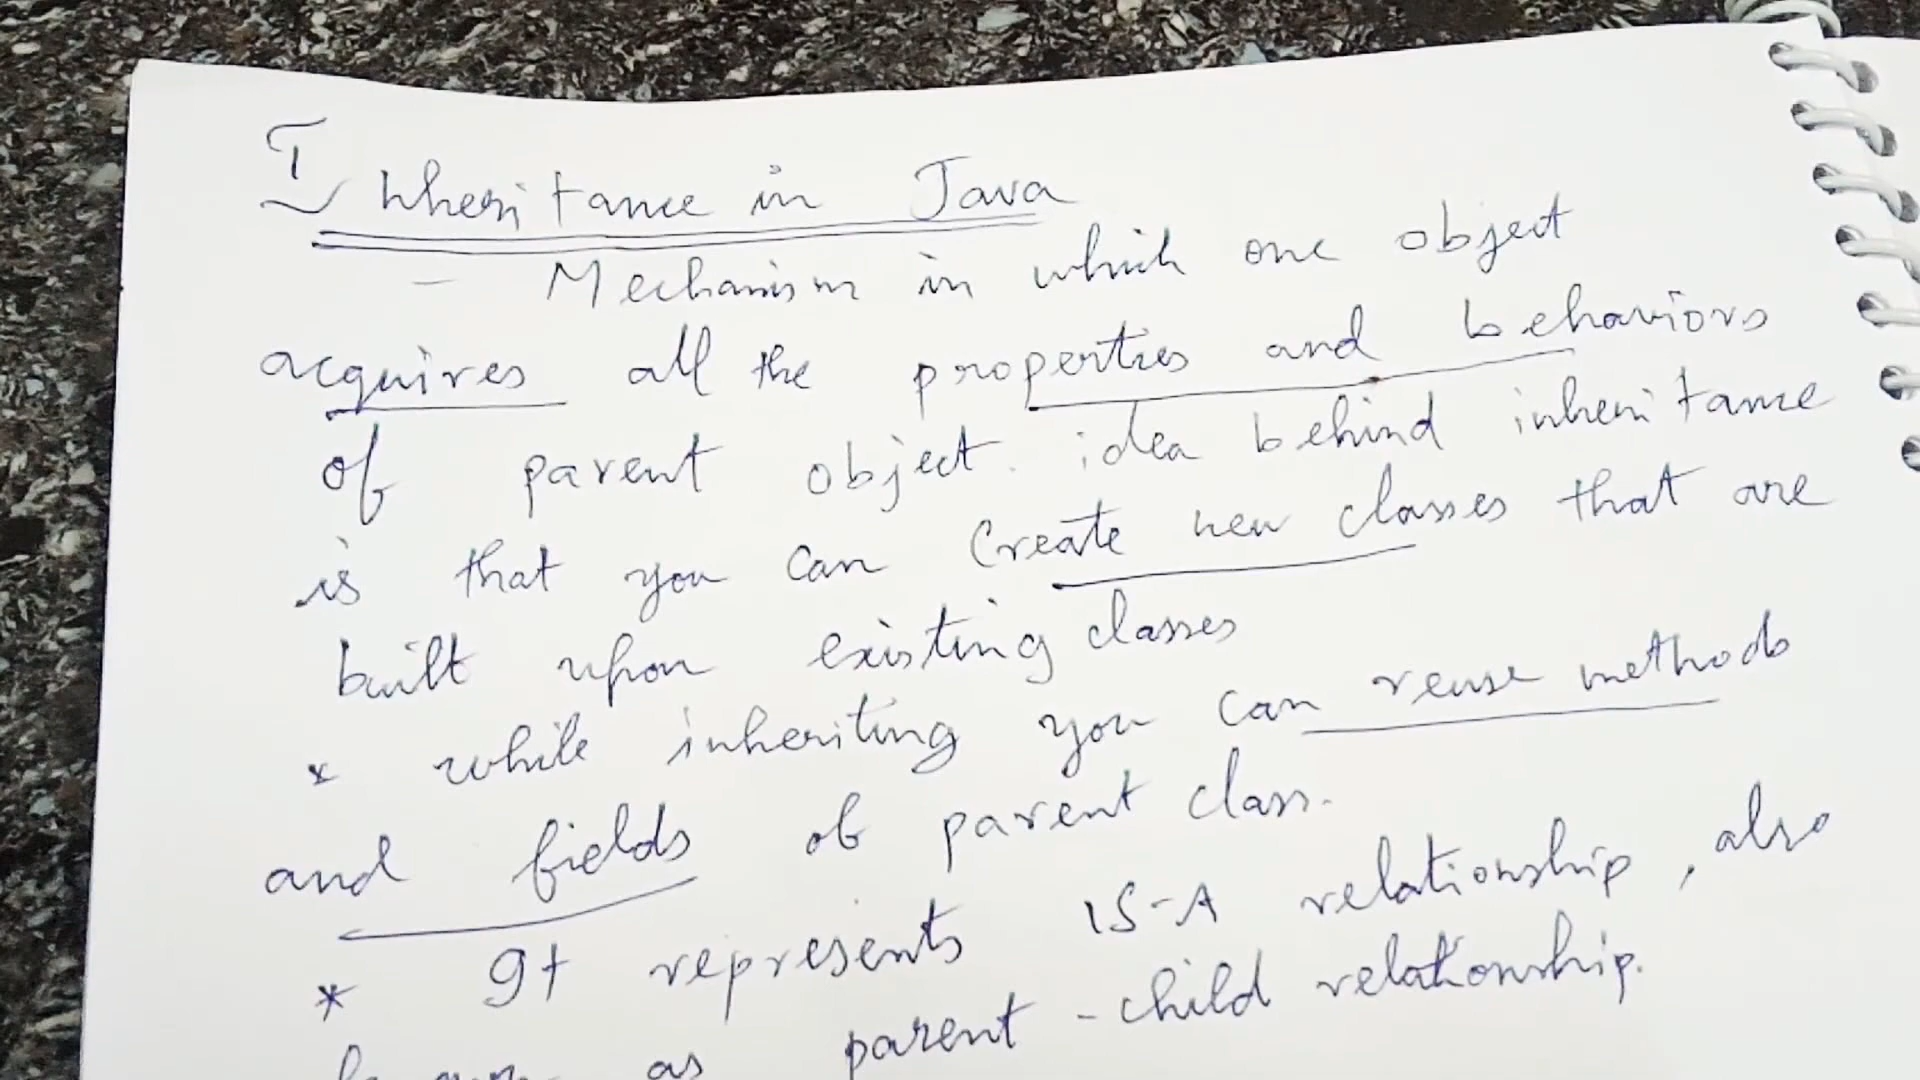 Inheritance in Java
- Mechanism in which one object
acquires all the properties and behaviors
of parent object. idea behind inheritance
is that you can create new classes that are
built upon existing classes
* while inheriting you can reuse methods
and fields of parent class.
* It represents IS-A relationship, also
known as parent-child relationship.